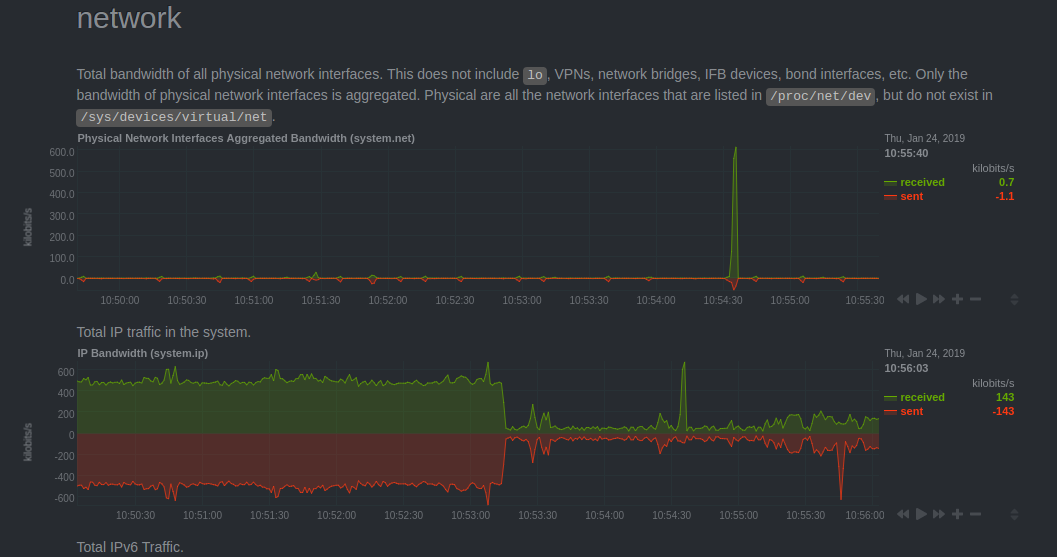 network
Total bandwidth of all physical network interfaces. This does not include lo, VPNs, network bridges, IFB devices, bond interfaces, etc. Only the
bandwidth of physical network interfaces is aggregated. Physical are all the network interfaces that are listed in /proc/net/dev, but do not exist in
/sys/devices/virtual/net.
Physical Network Interfaces Aggregated Bandwidth (system.net)
Thu, Jan 24, 2019
10:55:40
kilobits/s
received 0.7
sent -1.1
kilobits/s
600.0
500.0
400.0
300.0
200.0
100.0
0.0
10:50:00 10:50:30 10:51:00 10:51:30 10:52:00 10:52:30 10:53:00 10:53:30 10:54:00 10:54:30 10:55:00 10:55:30
Total IP traffic in the system.
IP Bandwidth (system.ip)
Thu, Jan 24, 2019
10:56:03
kilobits/s
received 143
sent -143
kilobits/s
600
400
200
0
-200
-400
-600
10:50:30 10:51:00 10:51:30 10:52:00 10:52:30 10:53:00 10:53:30 10:54:00 10:54:30 10:55:00 10:55:30 10:56:00
Total IPv6 Traffic.